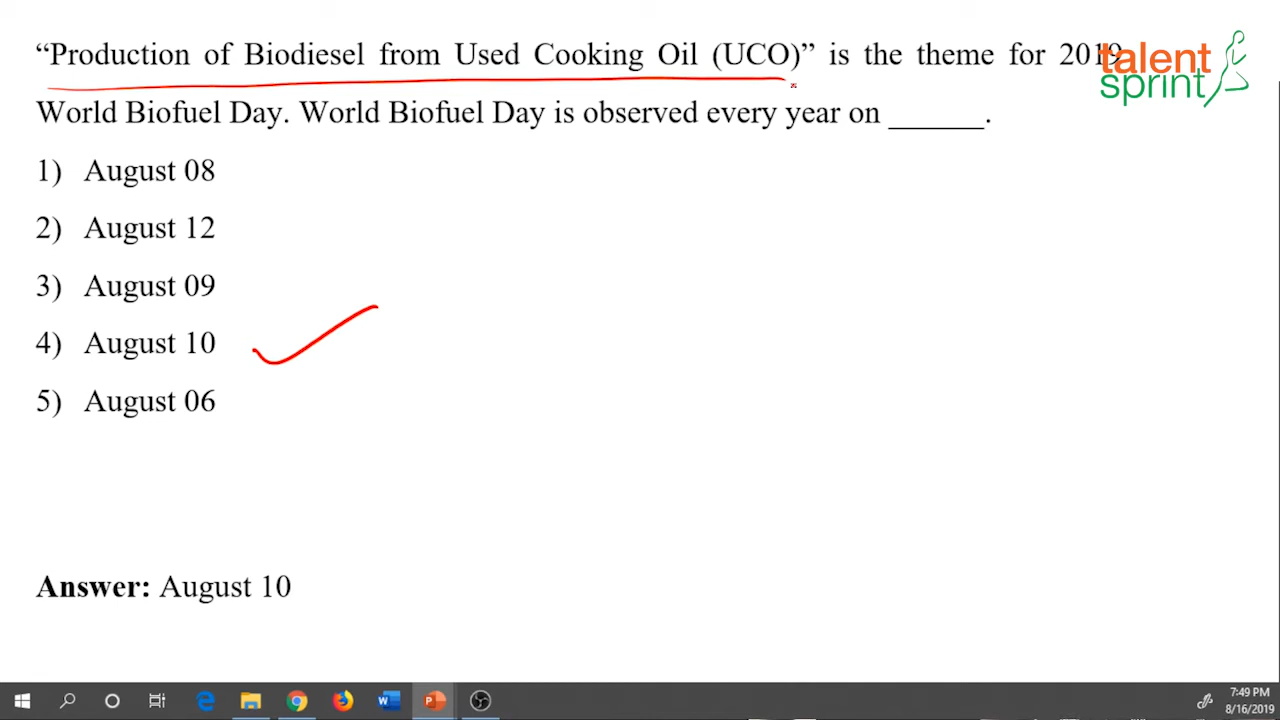 “Production of Biodiesel from Used Cooking Oil (UCO)” is the theme for 2019
talent
sprint
World Biofuel Day. World Biofuel Day is observed every year on ______.
1) August 08
2) August 12
3) August 09
4) August 10
5) August 06
Answer: August 10
7:49 PM
8/16/2019